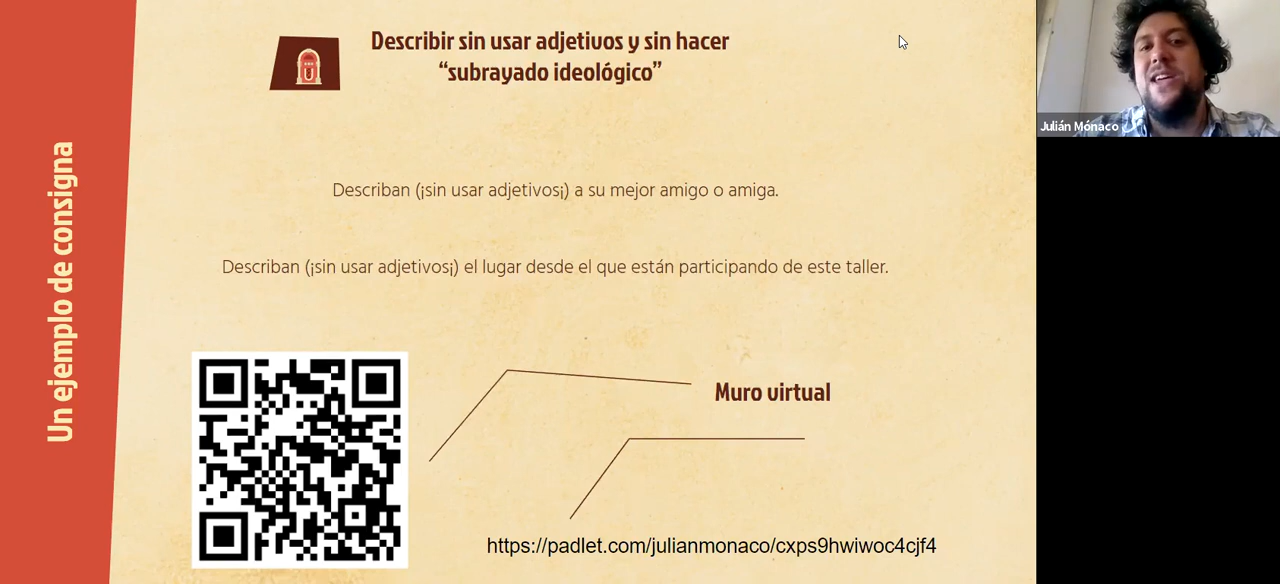 Un ejemplo de consigna
Describir sin usar adjetivos y sin hacer
“subrayado ideológico”
Describan (¡sin usar adjetivos¡) a su mejor amigo o amiga.
Describan (¡sin usar adjetivos¡) el lugar desde el que están participando de este taller.
Muro virtual
https://padlet.com/julianmonaco/cxps9hwiwoc4cjf4
Julián Mónaco